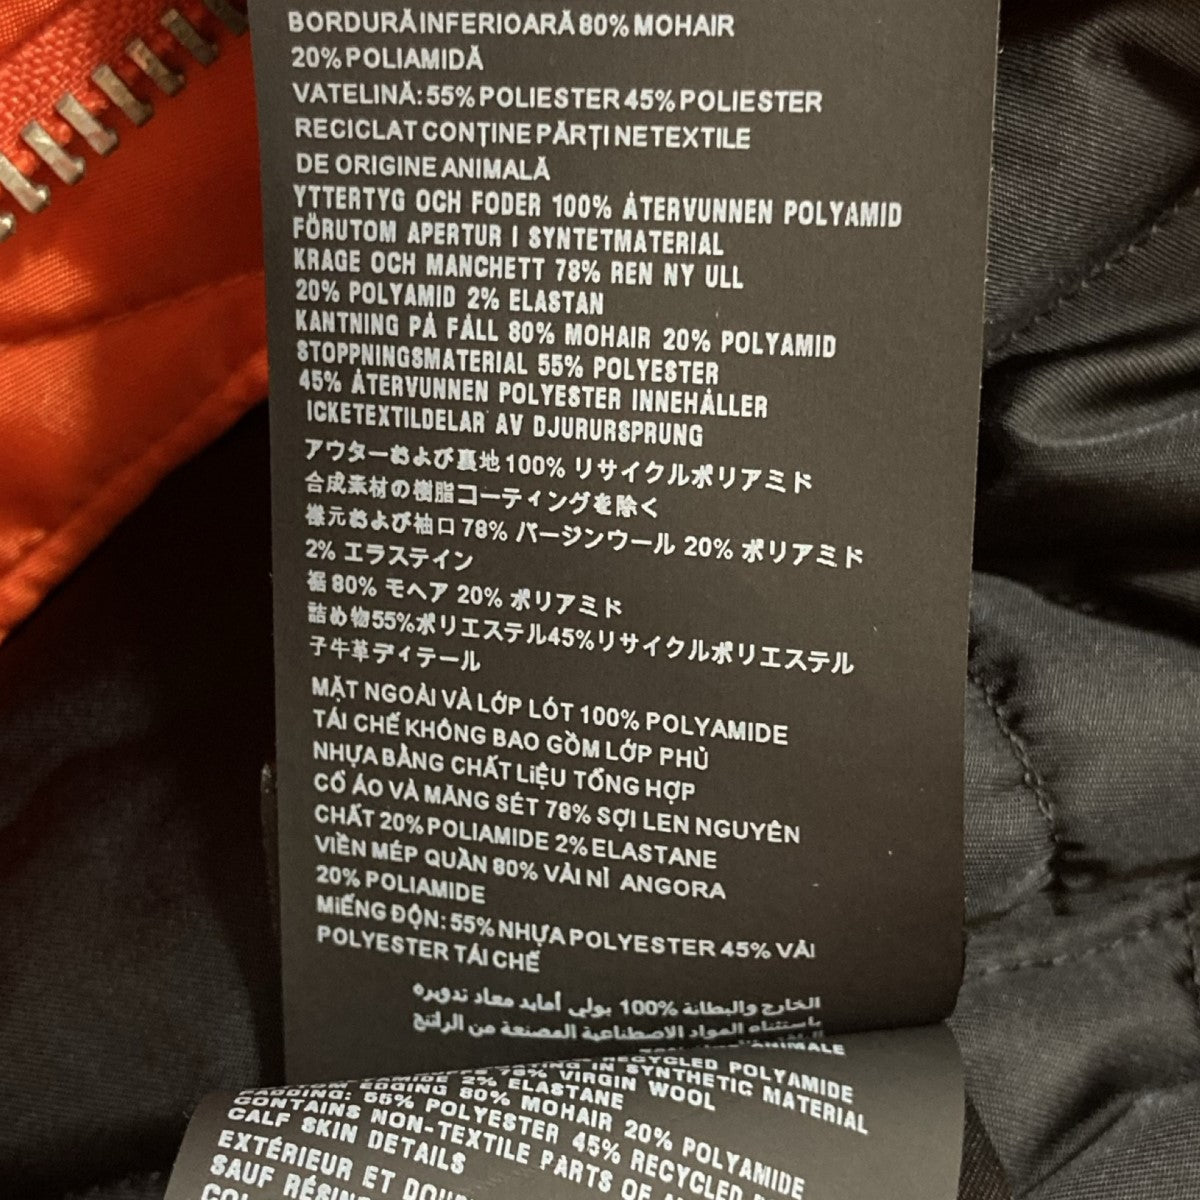 BORDURĂ INFERIOARĂ 80% MOHAIR
20% POLIAMIDĂ
VATELINĂ: 55% POLIESTER 45% POLIESTER
RECICLAT CONȚINE PĂRȚI NETEXTILE
DE ORIGINE ANIMALĂ
YTTERTYG OCH FODER 100% ÅTERVUNNEN POLYAMID
FÖRUTOM APERTUR I SYNTETMATERIAL
KRAGE OCH MANCHETT 78% REN NY ULL
20% POLYAMID 2% ELASTAN
KANTNING PÅ FÅLL 80% MOHAIR 20% POLYAMID
STOPPNINGSMATERIAL 55% POLYESTER
45% ÅTERVUNNEN POLYESTER INNEHÅLLER
ICKETEXTILDELAR AV DJURURSPRUNG
アウターおよび裏地100% リサイクルポリアミド
合成素材の樹脂コーティングを除く
襟元および袖口78% バージンウール 20% ポリアミド
2% エラステイン
裾80% モヘア 20% ポリアミド
詰め物55%ポリエステル45%リサイクルポリエステル
子牛革ディテール
MẶT NGOÀI VÀ LỚP LÓT 100% POLYAMIDE
TÁI CHẾ KHÔNG BAO GỒM LỚP PHỦ
NHỰA BẰNG CHẤT LIỆU TỔNG HỢP
CỔ ÁO VÀ MĂNG SÉT 78% SỢI LEN NGUYÊN
CHẤT 20% POLIAMIDE 2% ELASTANE
VIỀN MÉP QUẦN 80% VẢI NỈ ANGORA
20% POLIAMIDE
MIẾNG ĐỘN: 55% NHỰA POLYESTER 45% VẢI
POLYESTER TÁI CHẾ
الخارج والبطانة 100% بولي أمايد معاد تدويره
باستثناء المواد الاصطناعية المصنعة من الراتنج
RECYCLED POLYAMIDE
IN SYNTHETIC MATERIAL
78% VIRGIN WOOL
2% ELASTANE
EDGING 80% MOHAIR 20% POLYAMIDE
55% POLYESTER 45% RECYCLED
CONTAINS NON-TEXTILE PARTS OF
CALF SKIN DETAILS
EXTÉRIEUR ET
SAUF